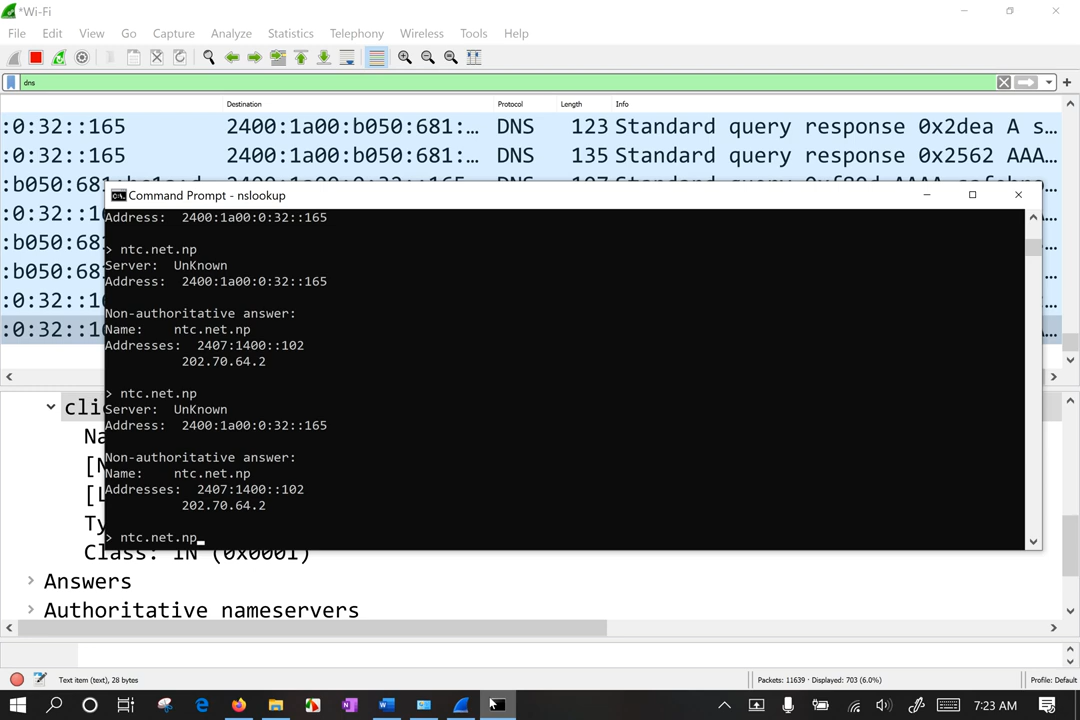 *Wi-Fi
File Edit View Go Capture Analyze Statistics Telephony Wireless Tools Help
dns
Destination Protocol Length Info
:0:32::165 2400:1a00:b050:681:… DNS 123 Standard query response 0x2dea A s…
:0:32::165 2400:1a00:b050:681:… DNS 135 Standard query response 0x2562 AAA…
Command Prompt - nslookup
Address: 2400:1a00:0:32::165
> ntc.net.np
Server: UnKnown
Address: 2400:1a00:0:32::165
Non-authoritative answer:
Name: ntc.net.np
Addresses: 2407:1400::102
202.70.64.2
> ntc.net.np
Server: UnKnown
Address: 2400:1a00:0:32::165
Non-authoritative answer:
Name: ntc.net.np
Addresses: 2407:1400::102
202.70.64.2
> ntc.net.np
Class: IN (0x0001)
Answers
Authoritative nameservers
Text item (text), 28 bytes
Packets: 11639 · Displayed: 703 (6.0%)
Profile: Default
7:23 AM